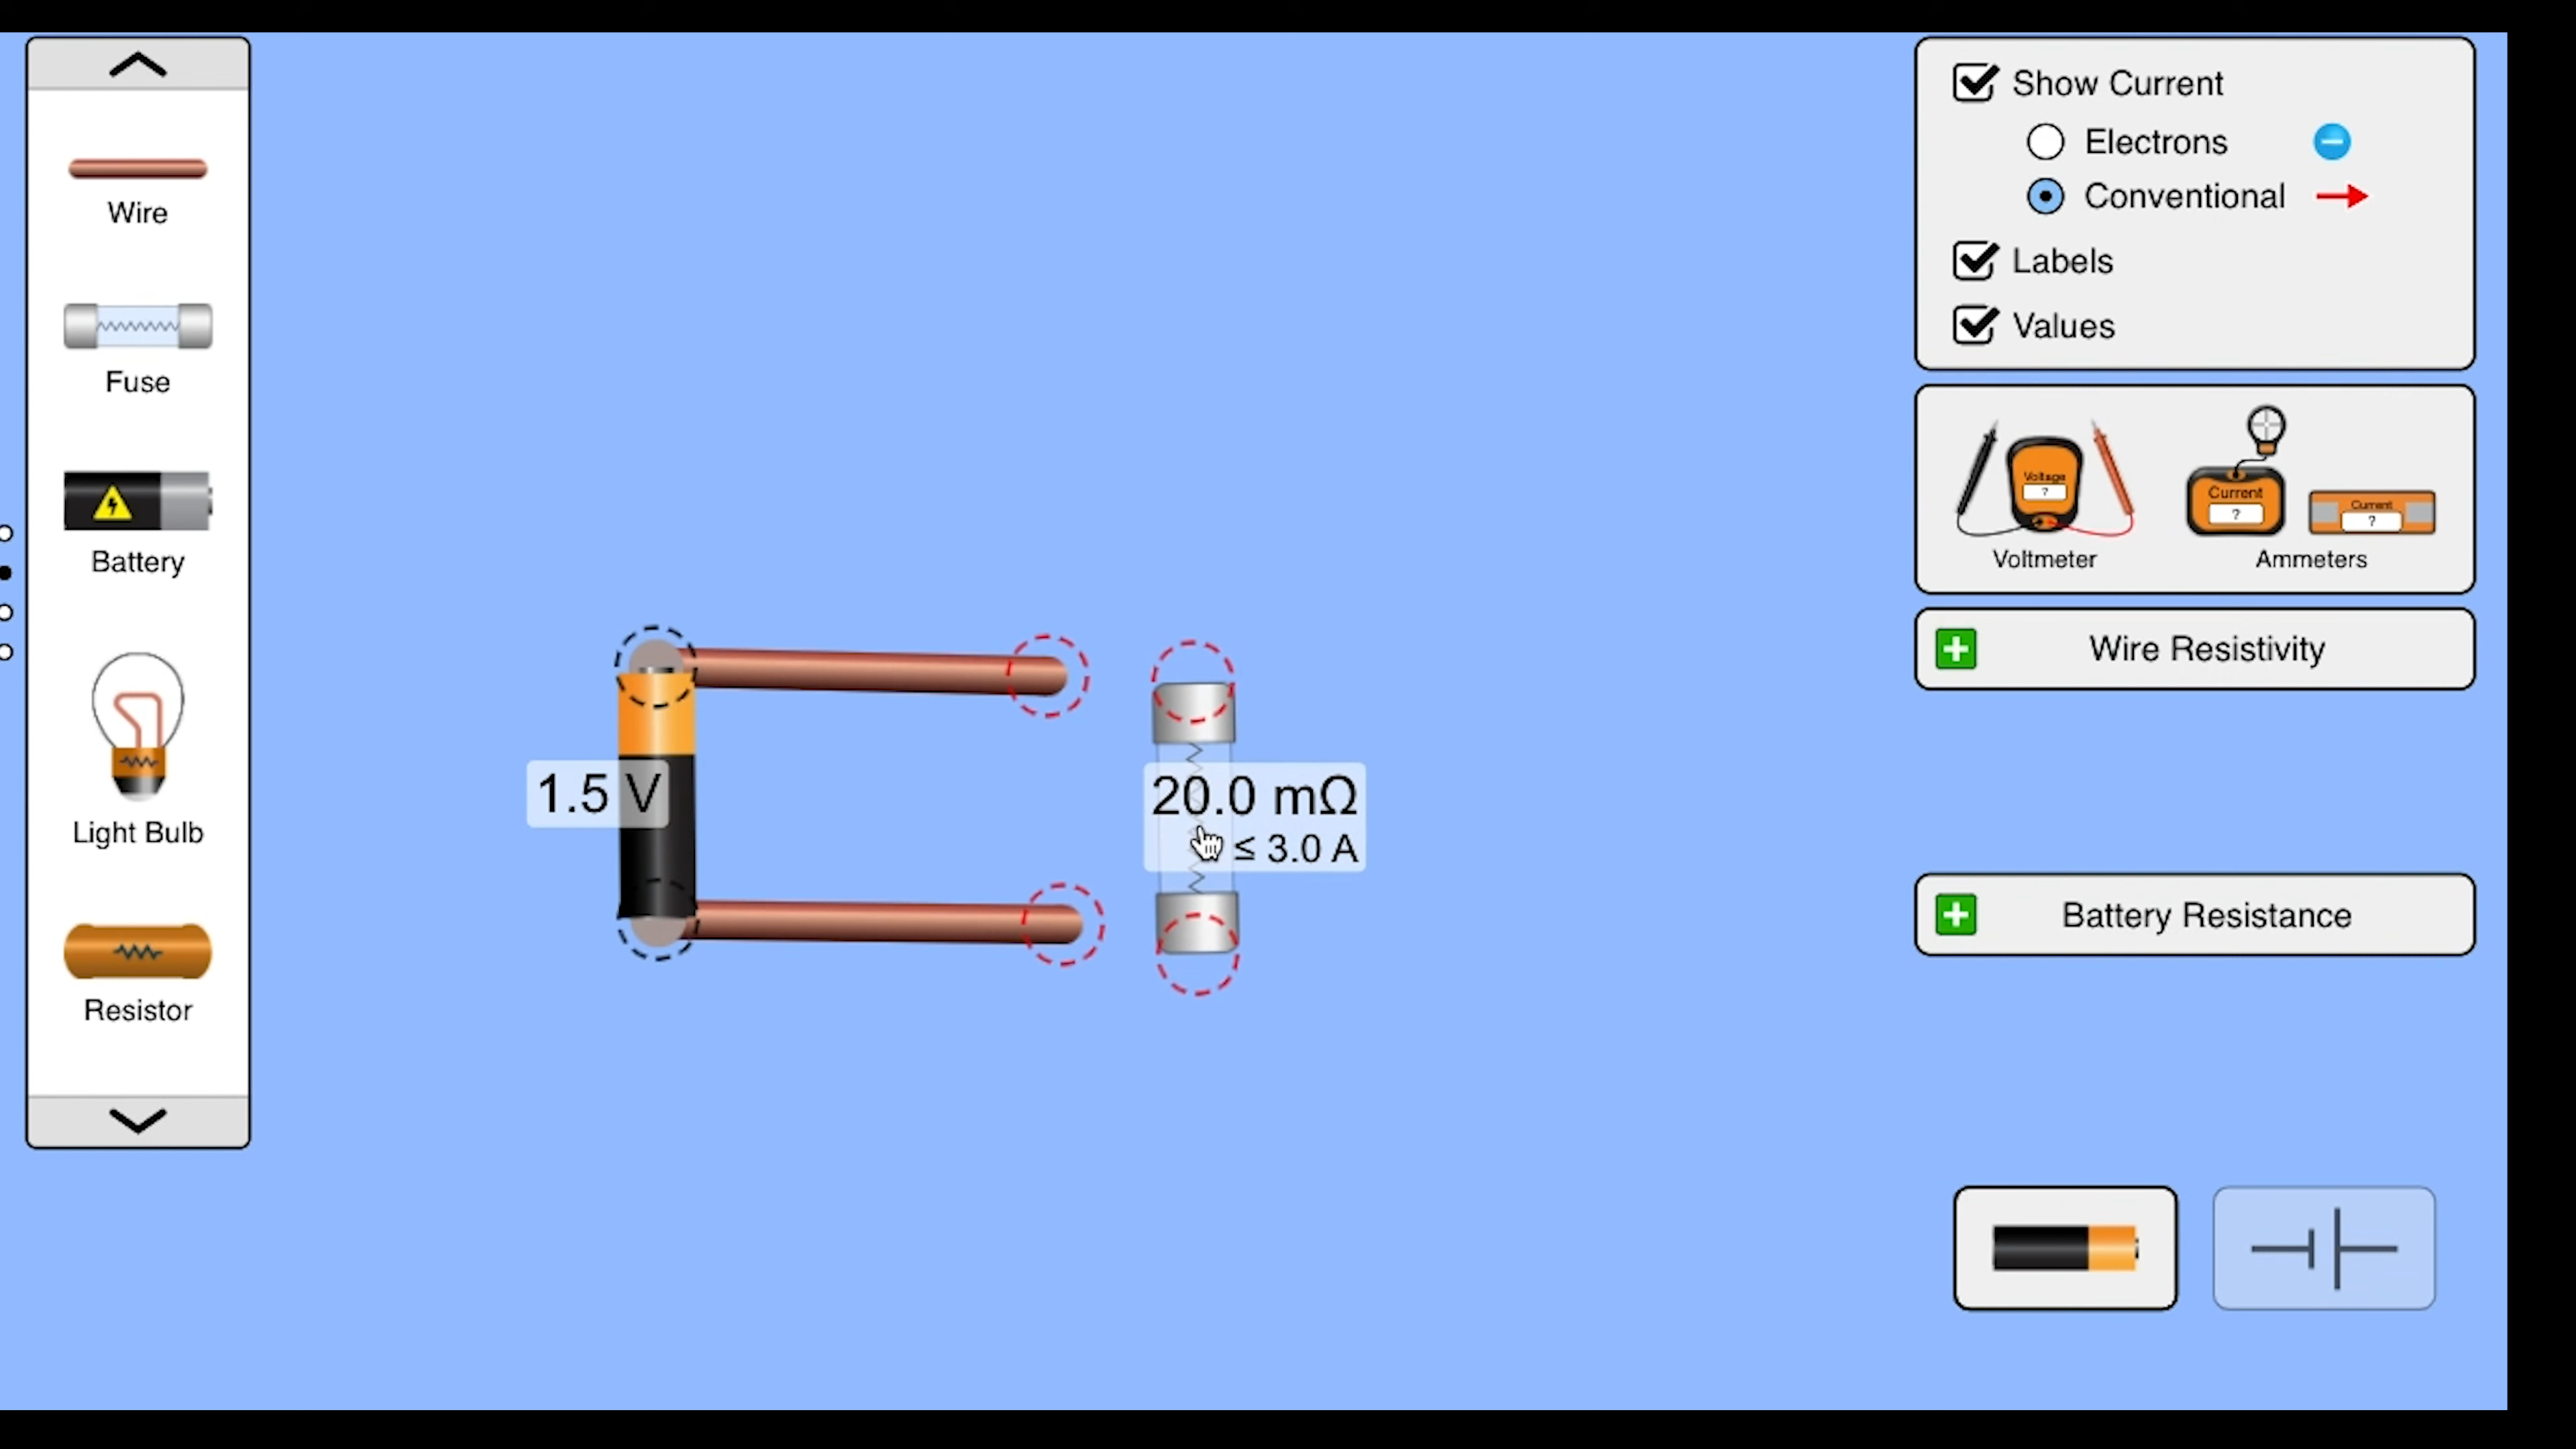 Wire
Fuse
Battery
Light Bulb
Resistor
1.5 V
20.0 mΩ
≤ 3.0 A
Show Current
Electrons
Conventional
Labels
Values
Voltage
?
Current
?
Current
?
Voltmeter
Ammeters
Wire Resistivity
Battery Resistance